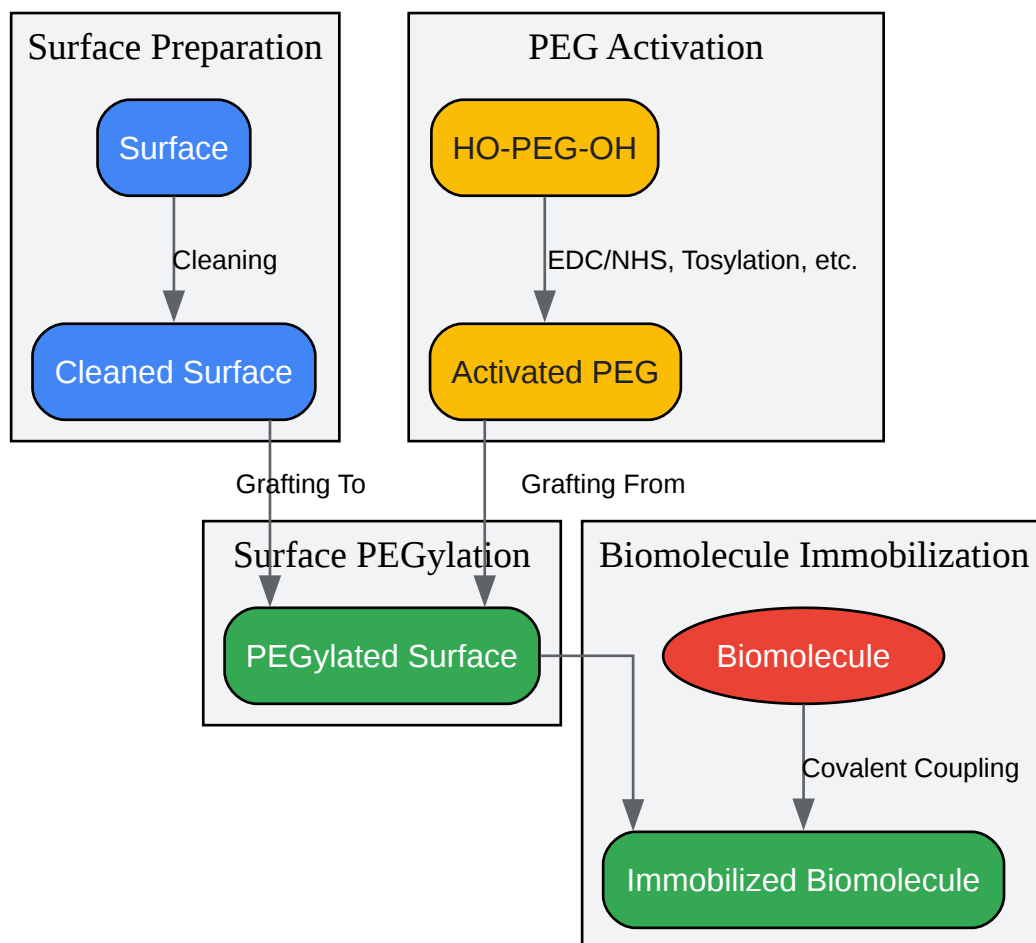 Surface Preparation
PEG Activation
Surface
HO-PEG-OH
Cleaning
EDC/NHS, Tosylation, etc.
Cleaned Surface
Activated PEG
Grafting To
Grafting From
Surface PEGylation
Biomolecule Immobilization
PEGylated Surface
Biomolecule
Covalent Coupling
Immobilized Biomolecule